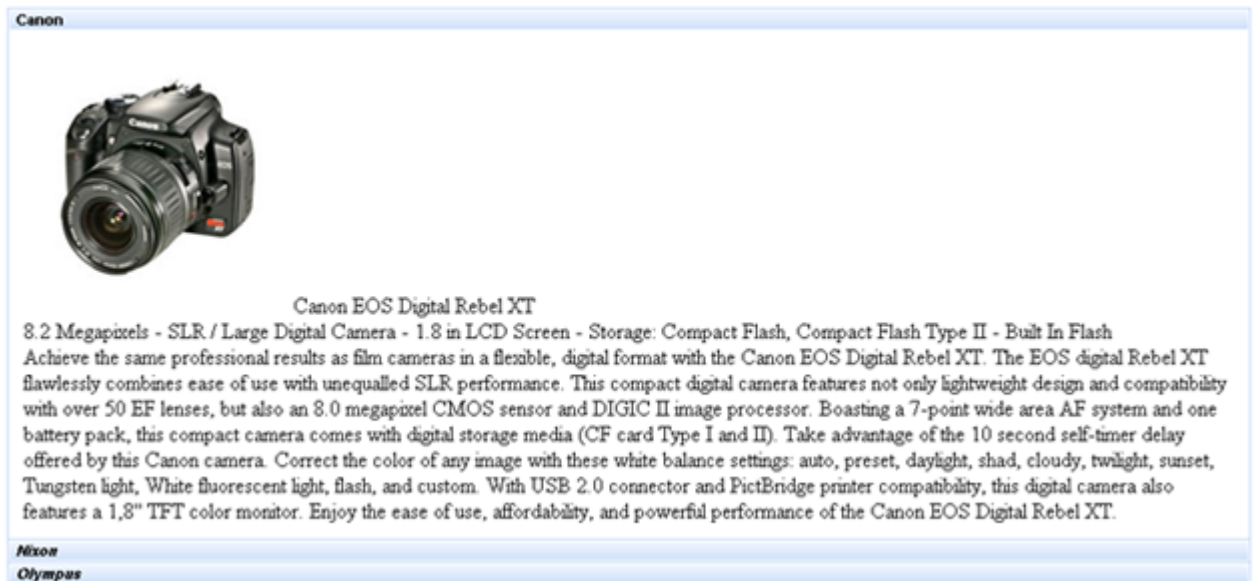 Canon
Canon
Canon EOS Digital Rebel XT
8.2 Megapixels - SLR / Large Digital Camera - 1.8 in LCD Screen - Storage: Compact Flash, Compact Flash Type II - Built In Flash
Achieve the same professional results as film cameras in a flexible, digital format with the Canon EOS Digital Rebel XT. The EOS digital Rebel XT
flawlessly combines ease of use with unequalled SLR performance. This compact digital camera features not only lightweight design and compatibility
with over 50 EF lenses, but also an 8.0 megapixel CMOS sensor and DIGIC II image processor. Boasting a 7-point wide area AF system and one
battery pack, this compact camera comes with digital storage media (CF card Type I and II). Take advantage of the 10 second self-timer delay
offered by this Canon camera. Correct the color of any image with these white balance settings: auto, preset, daylight, shad, cloudy, twilight, sunset,
Tungsten light, White fluorescent light, flash, and custom. With USB 2.0 connector and PictBridge printer compatibility, this digital camera also
features a 1,8" TFT color monitor. Enjoy the ease of use, affordability, and powerful performance of the Canon EOS Digital Rebel XT.
Nixon
Olympus